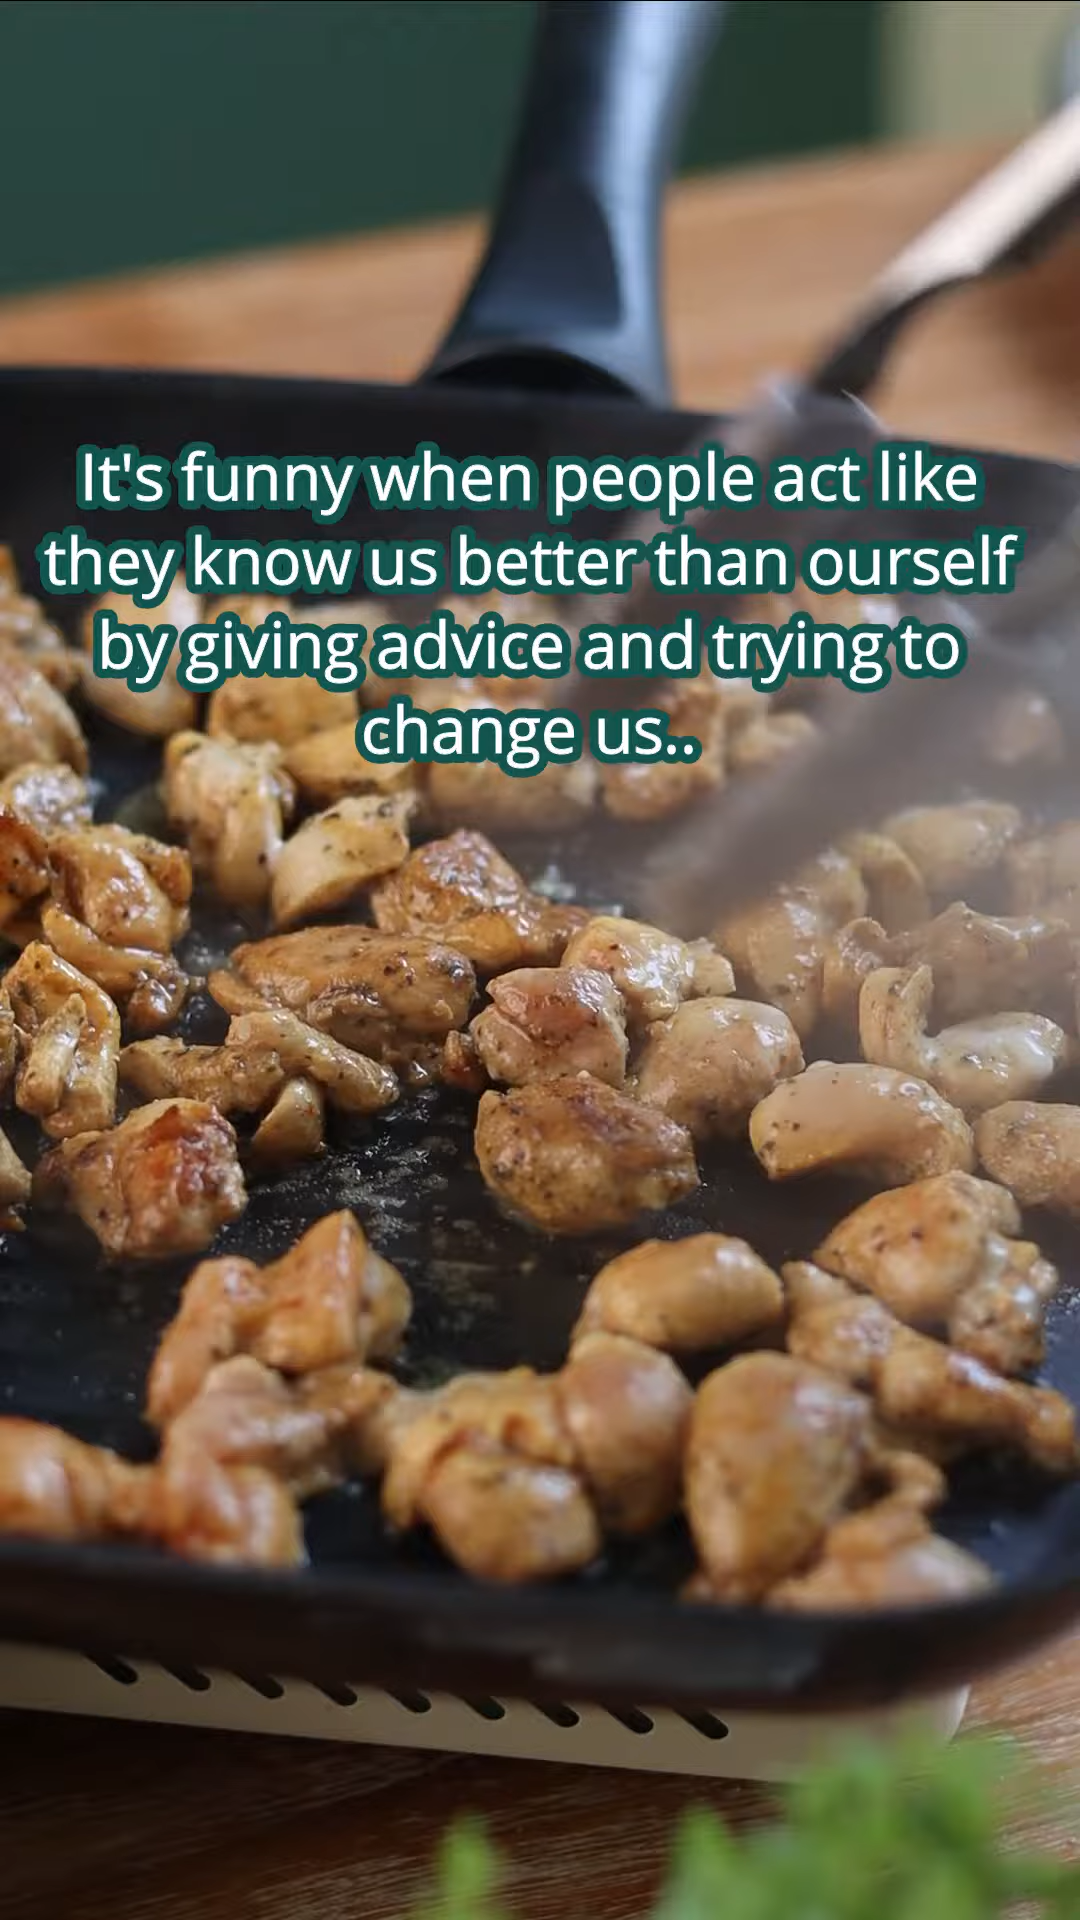 It's funny when people act like
they know us better than ourself
by giving advice and trying to
change us..